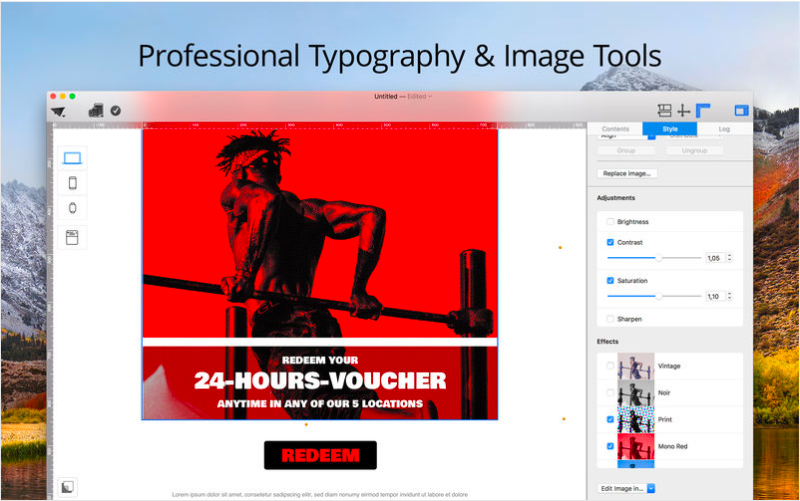 Professional Typography & Image Tools
Untitled — Edited
Contents
Style
Log
Group
Ungroup
Replace image...
Adjustments
Brightness
Contrast
1,05
Saturation
1,10
Sharpen
Effects
Vintage
Noir
Print
Mono Red
Edit Image in...
REDEEM YOUR
24-HOURS-VOUCHER
ANYTIME IN ANY OF OUR 5 LOCATIONS
REDEEM
Lorem ipsum dolor sit amet, consetetur sadipscing elitr, sed diam nonumy eirmod tempor invidunt ut labore et dolore